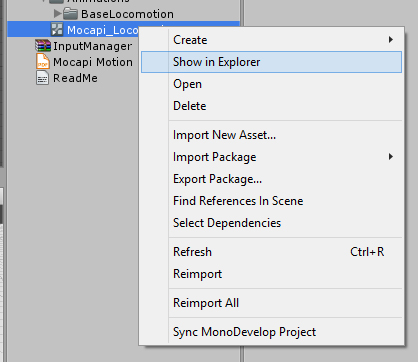 Animations
BaseLocomotion
Mocapi_Loco
InputManager
Mocapi Motion
ReadMe
Create
Show in Explorer
Open
Delete
Import New Asset...
Import Package
Export Package...
Find References In Scene
Select Dependencies
Refresh Ctrl+R
Reimport
Reimport All
Sync MonoDevelop Project